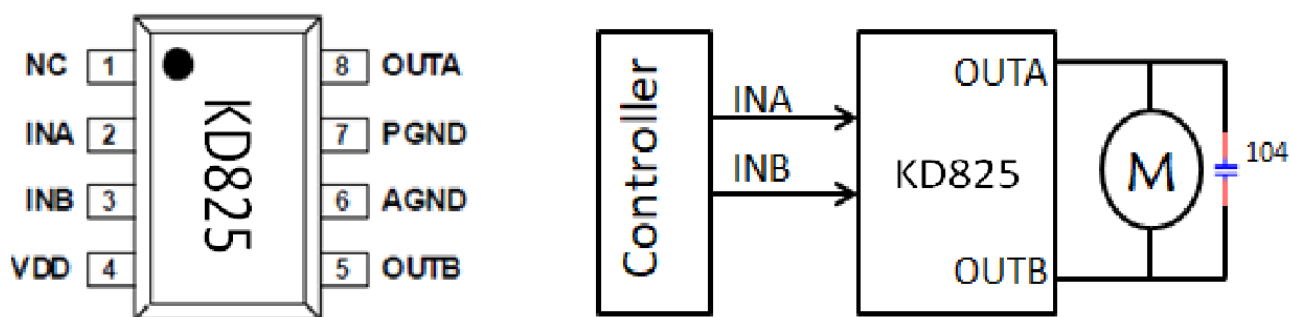 NC 1 8 OUTA
INA 2 7 PGND
INB 3 6 AGND
VDD 4 5 OUTB
KD825
Controller
INA
INB
KD825
OUTA
OUTB
M
104